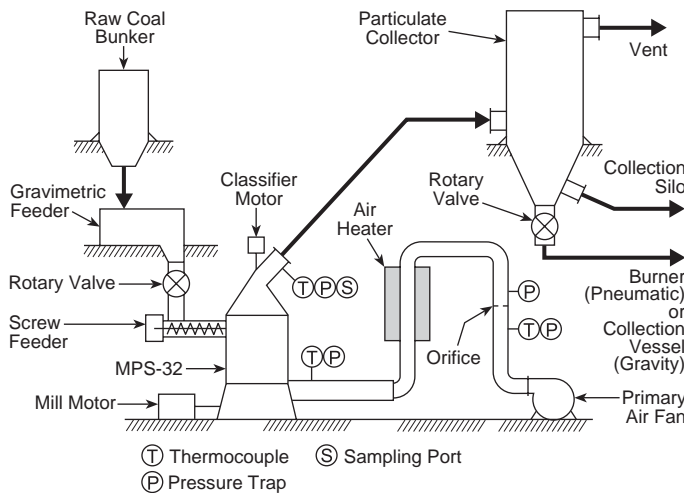 Raw Coal
Bunker
Particulate
Collector
Vent
Gravimetric
Feeder
Classifier
Motor
Air
Heater
Rotary
Valve
Collection
Silo
Rotary Valve
T P S
P
Burner
(Pneumatic)
or
Collection
Vessel
(Gravity)
Screw
Feeder
T P
Orifice
MPS-32
T P
Mill Motor
Primary
Air Fan
T Thermocouple
S Sampling Port
P Pressure Trap